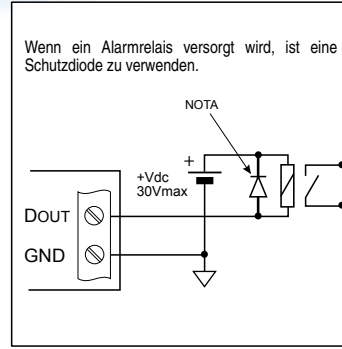 Wenn ein Alarmrelais versorgt wird, ist eine
Schutzdiode zu verwenden.
NOTA
+
+Vdc
30Vmax
DOUT
GND